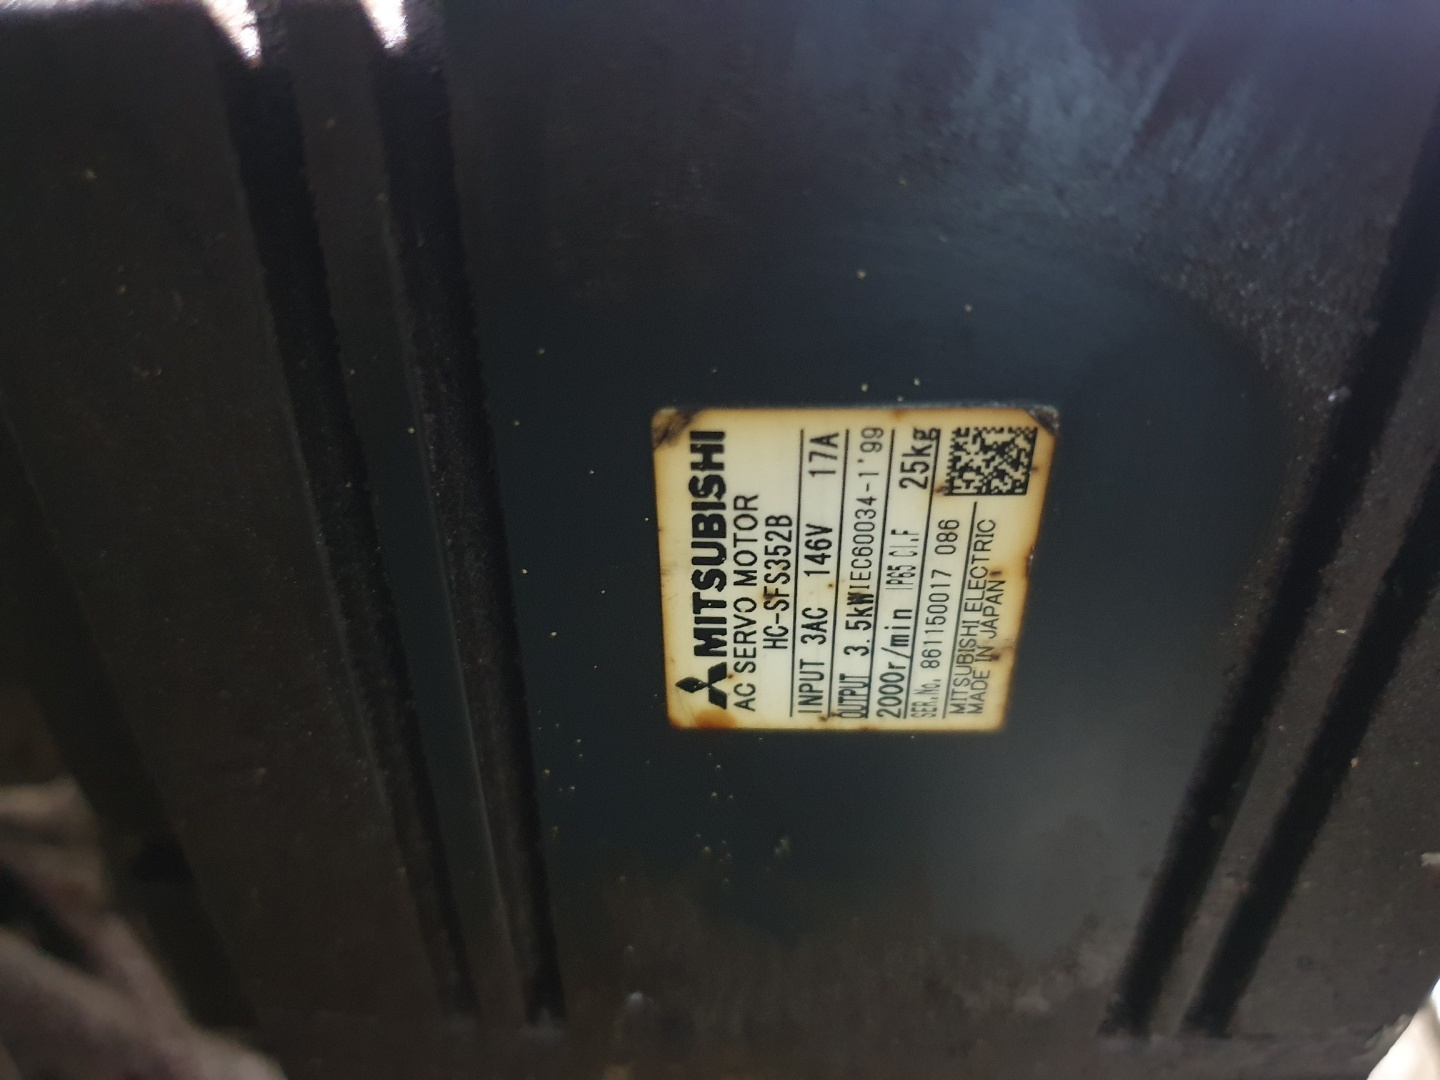 MITSUBISHI
AC SERVO MOTOR
HC-SFS352B
INPUT 3AC 146V 17A
OUTPUT 3.5kW IEC60034-1'99
2000r/min IP65 Cl.F 25kg
SER.No. 861150017 086
MITSUBISHI ELECTRIC
MADE IN JAPAN